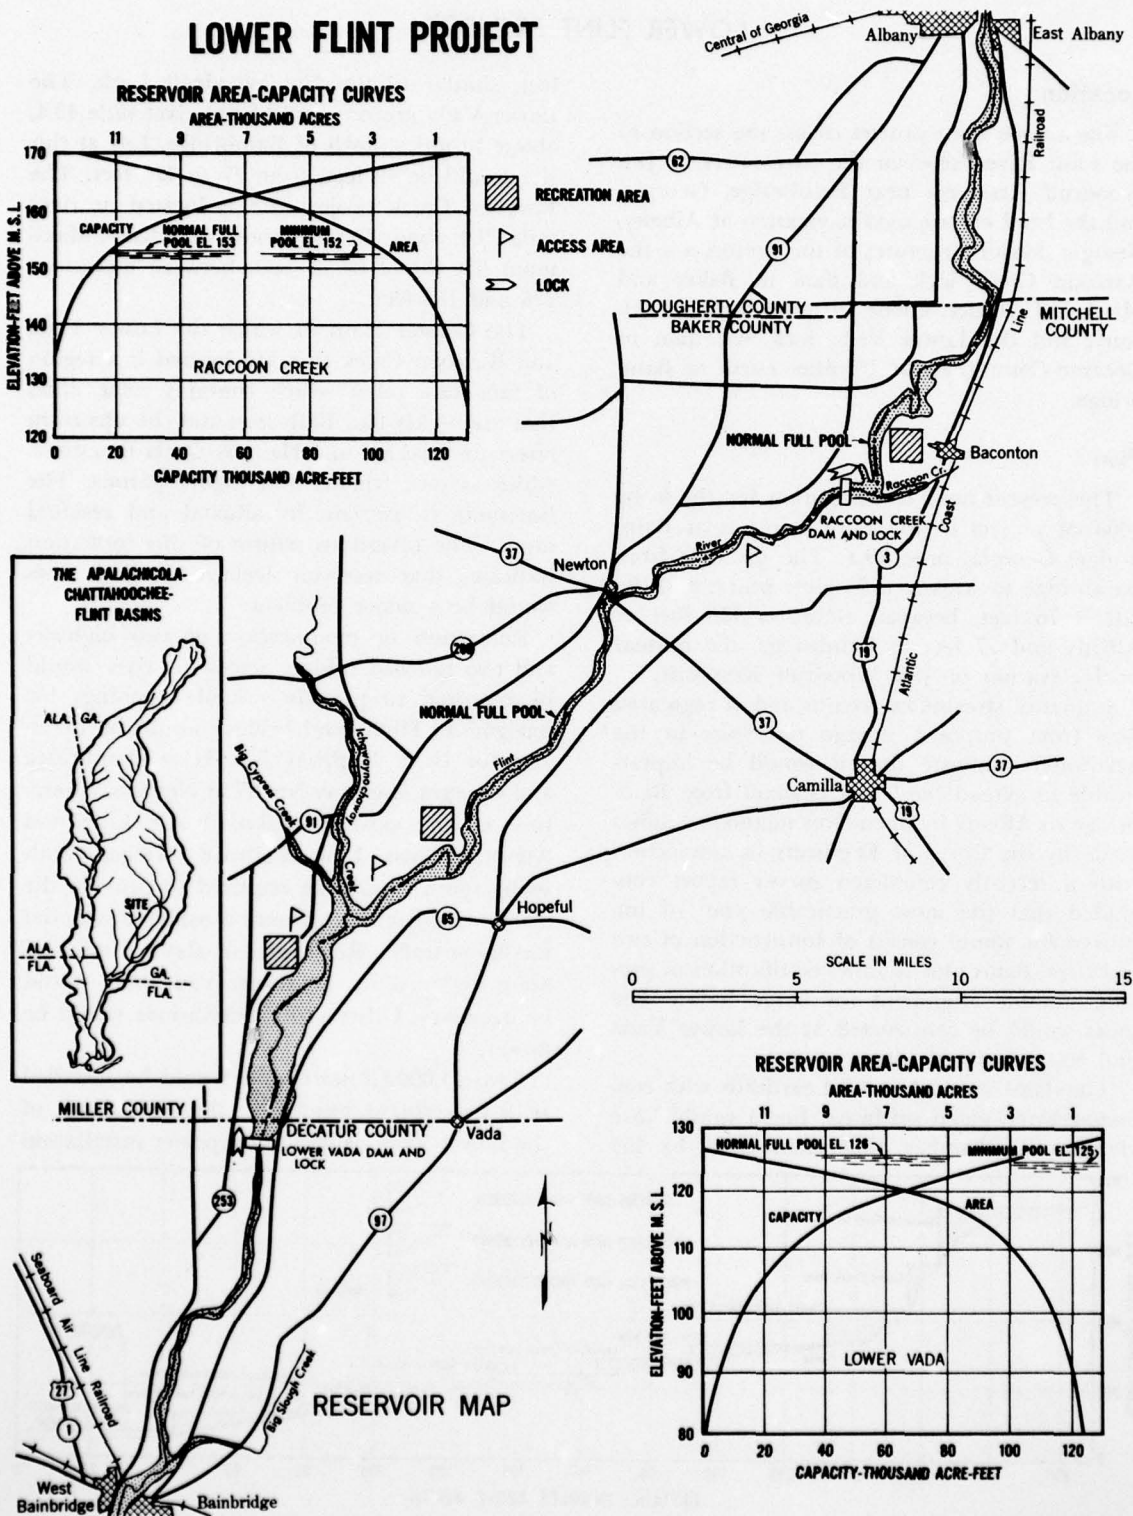 LOWER FLINT PROJECT
RESERVOIR AREA-CAPACITY CURVES
AREA-THOUSAND ACRES
11 9 7 5 3 1
170
160
150
140
130
120
ELEVATION-FEET ABOVE M.S.L.
CAPACITY
NORMAL FULL
POOL EL. 153
MINIMUM
POOL EL. 152
AREA
RACCOON CREEK
0 20 40 60 80 100 120
CAPACITY THOUSAND ACRE-FEET
RECREATION AREA
ACCESS AREA
LOCK
Central of Georgia
Albany
East Albany
Railroad
62
91
DOUGHERTY COUNTY
BAKER COUNTY
MITCHELL
COUNTY
Line
NORMAL FULL POOL
Baconton
Raccoon Cr.
RACCOON CREEK
DAM AND LOCK
Coast
River
37
Newton
3
19
Atlantic
THE APALACHICOLA-
CHATTAHOOCHEE-
FLINT BASINS
ALA. GA.
SITE
ALA.
FLA.
GA.
FLA.
200
NORMAL FULL POOL
Flint
37
Camilla
37
19
Big Cypress Creek
Ichawaynochaway
Creek
91
65
Hopeful
SCALE IN MILES
0 5 10 15
MILLER COUNTY
DECATUR COUNTY
Vada
LOWER VADA DAM AND
LOCK
253
97
Seaboard Air Line Railroad
27
1
Big Slough Creek
RESERVOIR MAP
West
Bainbridge
Bainbridge
RESERVOIR AREA-CAPACITY CURVES
AREA-THOUSAND ACRES
11 9 7 5 3 1
130
120
110
100
90
80
ELEVATION-FEET ABOVE M.S.L.
NORMAL FULL POOL EL. 126
MINIMUM POOL EL. 125
CAPACITY
AREA
LOWER VADA
0 20 40 60 80 100 120
CAPACITY-THOUSAND ACRE-FEET